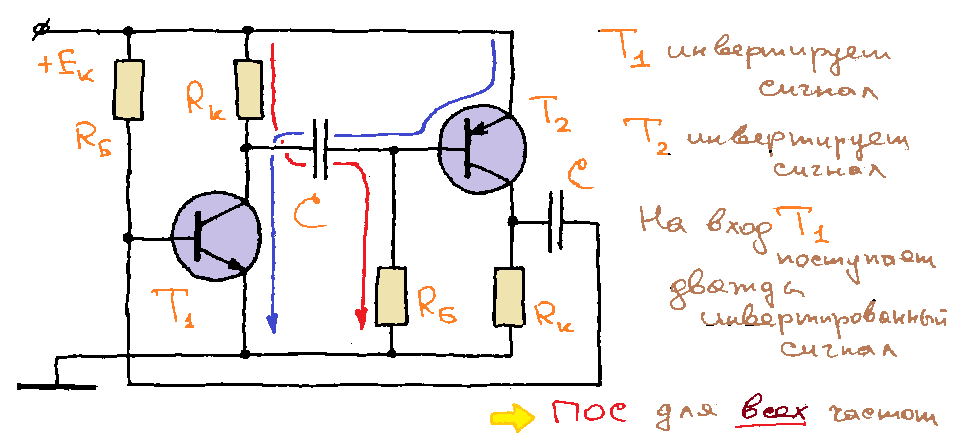 +Eк
RБ
Rк
T1
C
T2
C
RБ
Rк
T1 инвертирует
сигнал
T2 инвертирует
сигнал
На вход T1
поступает
дважды
инвертированный
сигнал
ПОС для всех частот